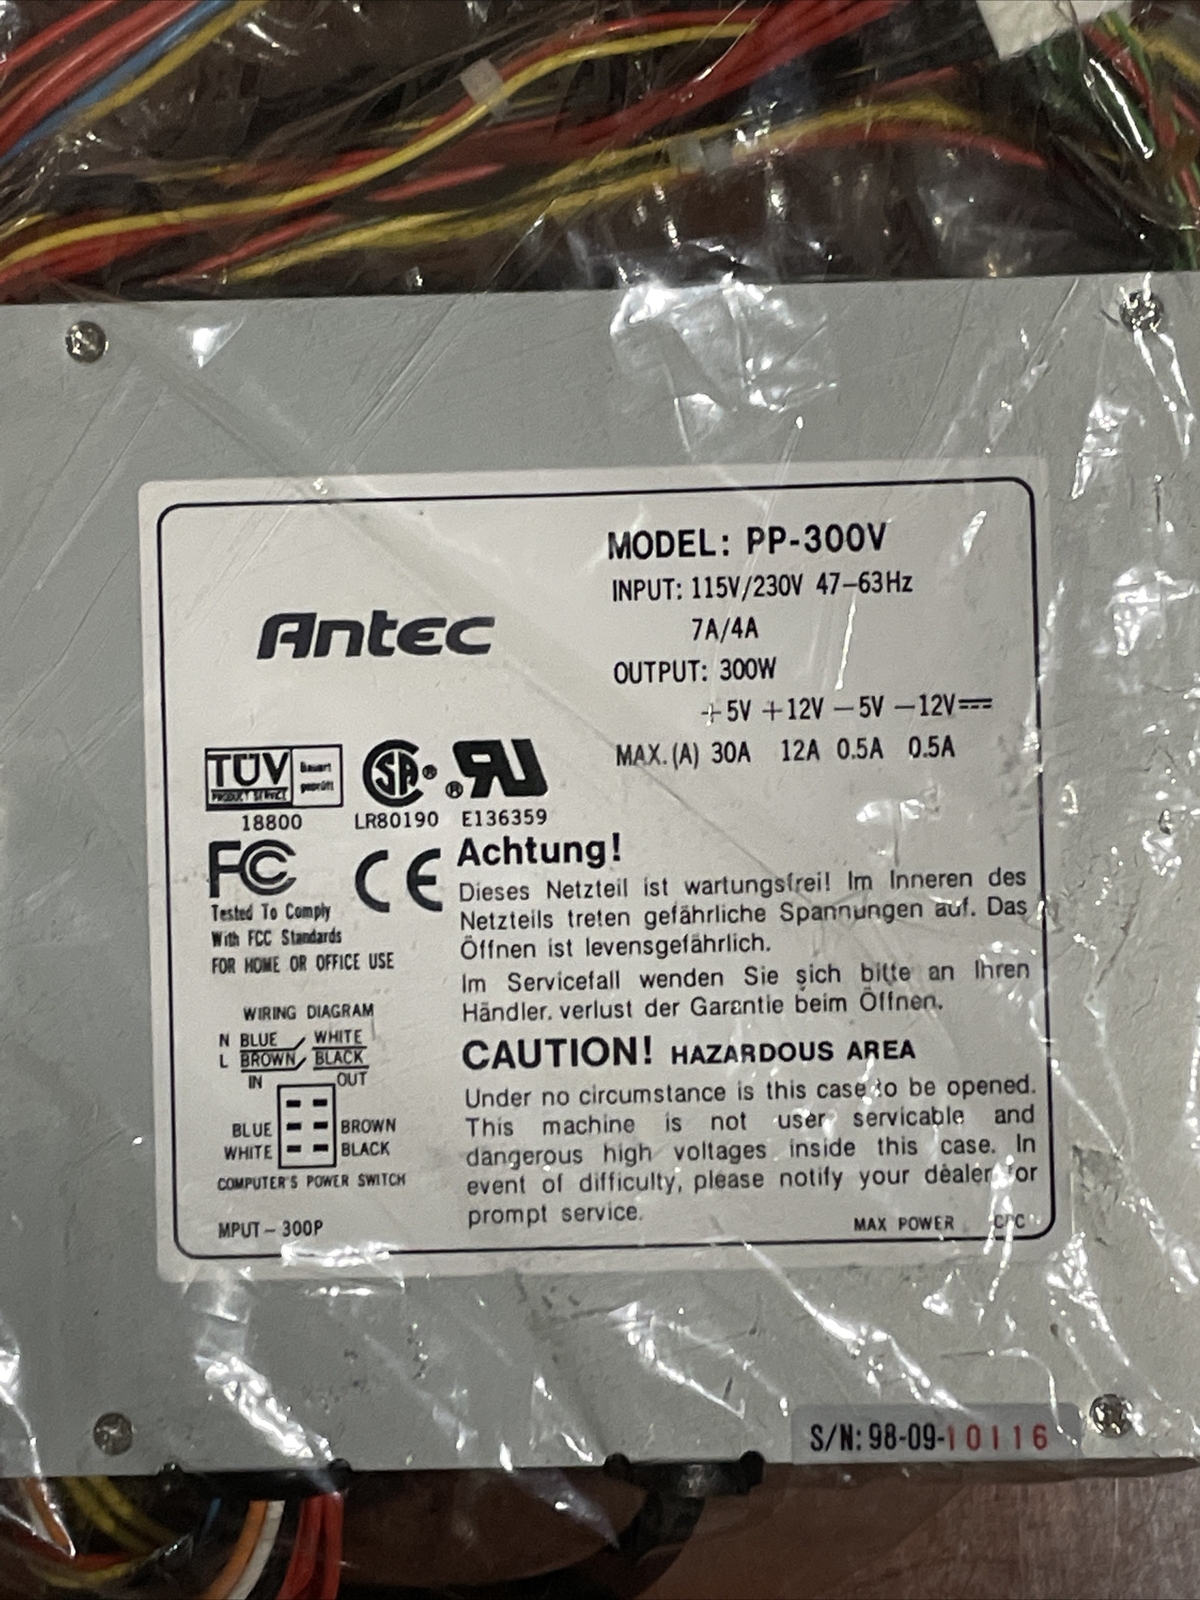 Antec
MODEL: PP-300V
INPUT: 115V/230V 47-63Hz
7A/4A
OUTPUT: 300W
+5V +12V -5V -12V⎓
MAX.(A) 30A 12A 0.5A 0.5A
TÜV Bauart
PRODUCT SERVICE geprüft
18800
SA®
LR80190
®RU
E136359
FC
CE
Tested To Comply
With FCC Standards
FOR HOME OR OFFICE USE
Achtung!
Dieses Netzteil ist wartungsfrei! Im Inneren des
Netzteils treten gefährliche Spannungen auf. Das
Öffnen ist levensgefährlich.
Im Servicefall wenden Sie sich bitte an Ihren
Händler. verlust der Garantie beim Öffnen.
WIRING DIAGRAM
N BLUE / WHITE
L BROWN / BLACK
IN OUT
BLUE BROWN
WHITE BLACK
COMPUTER'S POWER SWITCH
MPUT-300P
CAUTION! HAZARDOUS AREA
Under no circumstance is this case to be opened.
This machine is not user servicable and
dangerous high voltages inside this case. In
event of difficulty, please notify your dealer for
prompt service.
MAX POWER
S/N: 98-09-10116